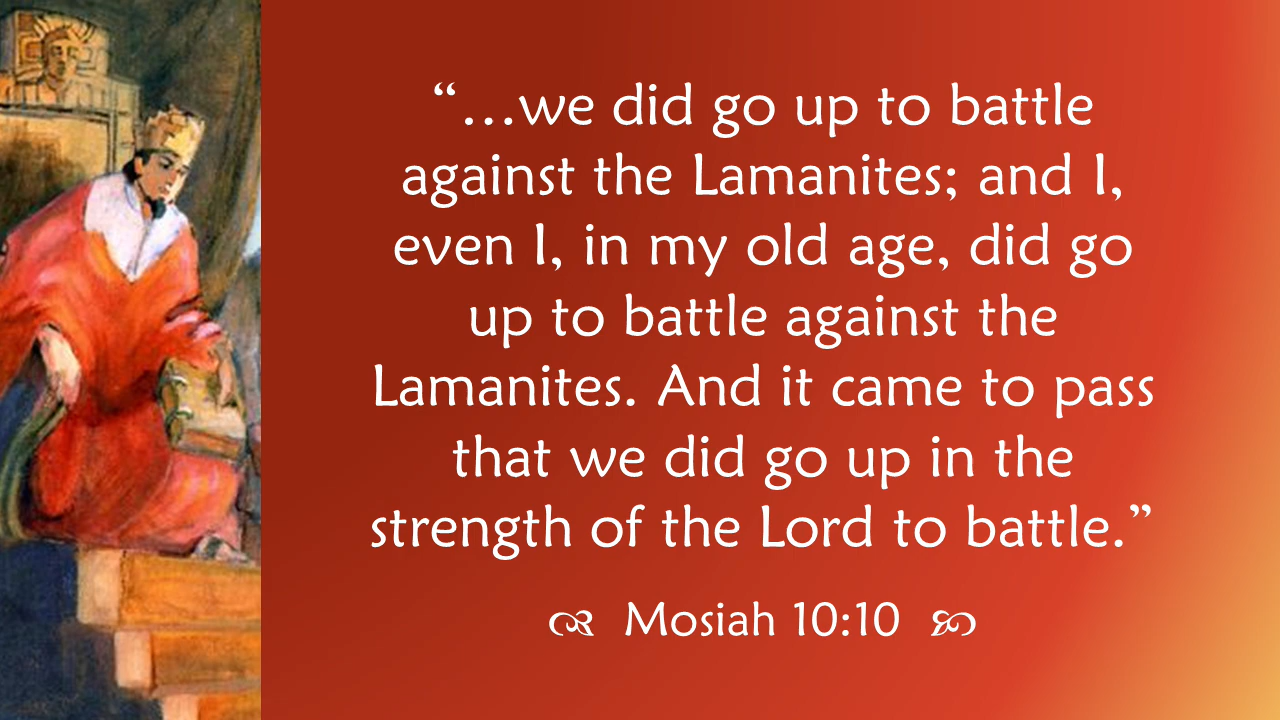 “…we did go up to battle
against the Lamanites; and I,
even I, in my old age, did go
up to battle against the
Lamanites. And it came to pass
that we did go up in the
strength of the Lord to battle.”
Mosiah 10:10